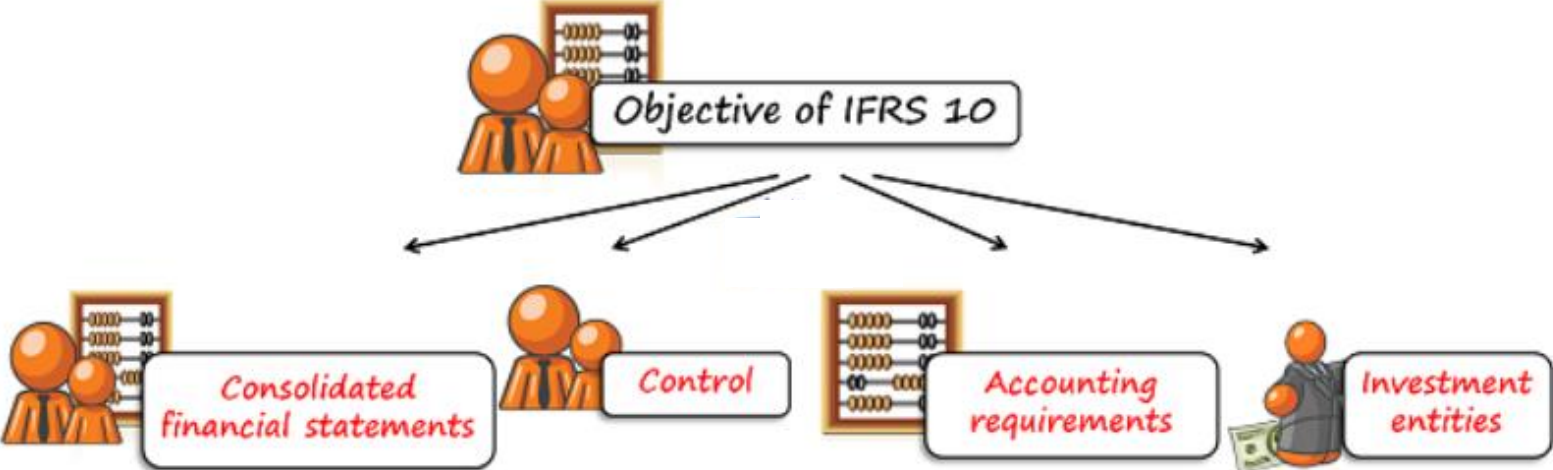 Objective of IFRS 10
Consolidated
financial statements
Control
Accounting
requirements
Investment
entities